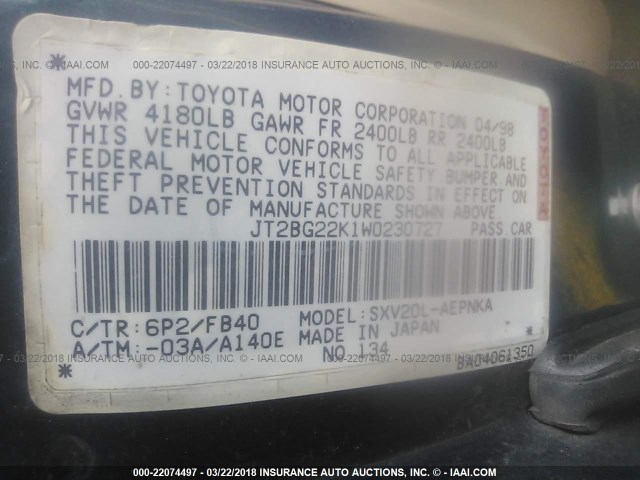 000-22074497 - 03/22/2018 INSURANCE AUTO AUCTIONS, INC. - © IAAI.COM
MFD. BY: TOYOTA MOTOR CORPORATION 04/98
GVWR 4180LB GAWR FR 2400LB RR 2400LB
THIS VEHICLE CONFORMS TO ALL APPLICABLE
FEDERAL MOTOR VEHICLE SAFETY BUMPER, AND
THEFT PREVENTION STANDARDS IN EFFECT ON
THE DATE OF MANUFACTURE SHOWN ABOVE.
JT2BG22K1W0230727 PASS.CAR
C/TR: 6P2/FB40 MODEL: SXV20L-AEPNKA
A/TM: -03A/A140E MADE IN JAPAN
NO.134
BA04061350
000-22074497 - 03/22/2018 INSURANCE AUTO AUCTIONS, INC. - © IAAI.COM
000-22074497 - 03/22/2018 INSURANCE AUTO AUCTIONS, INC. - © IAAI.COM